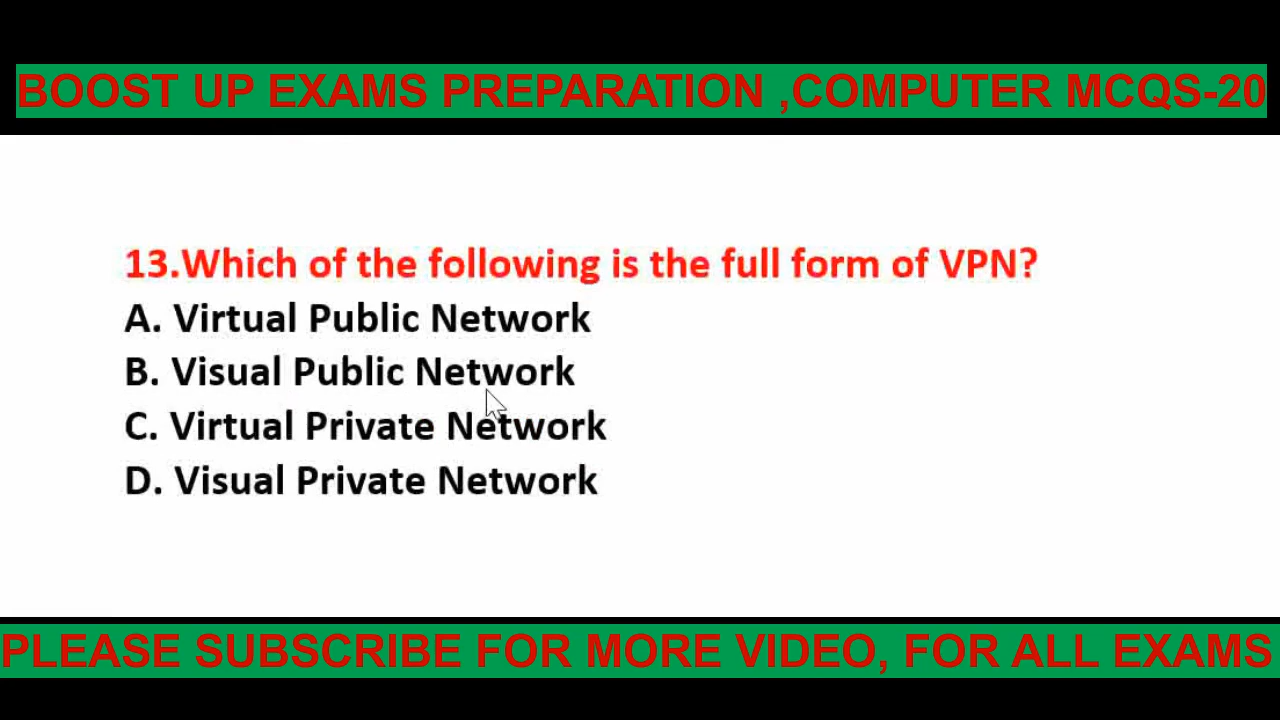 BOOST UP EXAMS PREPARATION ,COMPUTER MCQS-20
13.Which of the following is the full form of VPN?
A. Virtual Public Network
B. Visual Public Network
C. Virtual Private Network
D. Visual Private Network
PLEASE SUBSCRIBE FOR MORE VIDEO, FOR ALL EXAMS